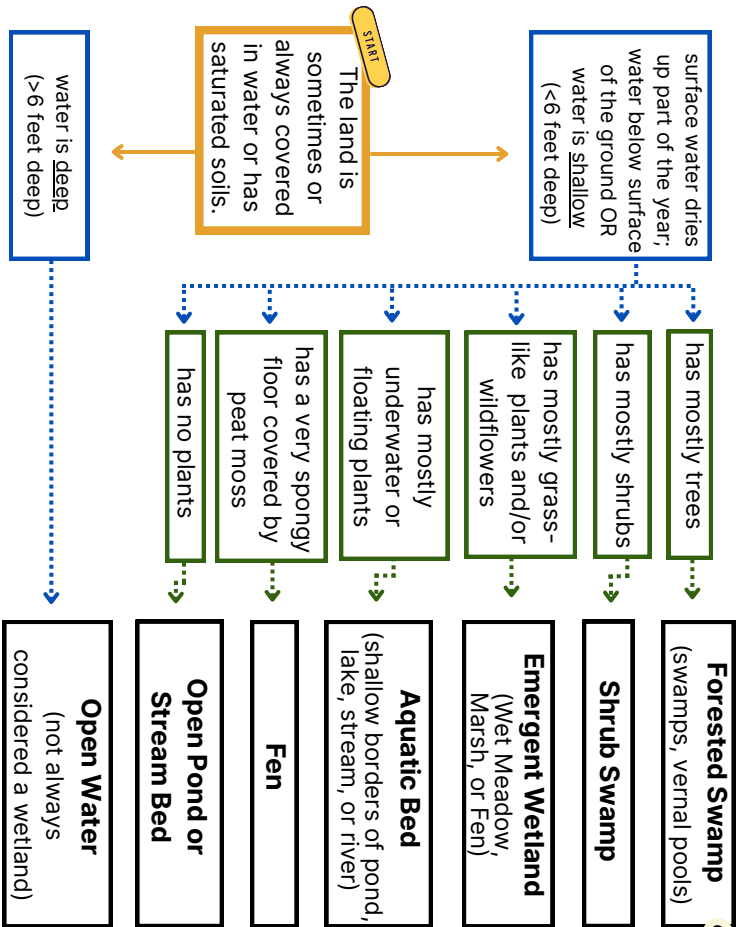 START
The land is
sometimes or
always covered
in water or has
saturated soils.
surface water dries
up part of the year;
water below surface
of the ground OR
water is shallow
(<6 feet deep)
water is deep
(>6 feet deep)
has mostly trees
has mostly shrubs
has mostly grass-
like plants and/or
wildflowers
has mostly
underwater or
floating plants
has a very spongy
floor covered by
peat moss
has no plants
Forested Swamp
(swamps, vernal pools)
Shrub Swamp
Emergent Wetland
(Wet Meadow,
Marsh, or Fen)
Aquatic Bed
(shallow borders of pond,
lake, stream, or river)
Fen
Open Pond or
Stream Bed
Open Water
(not always
considered a wetland)